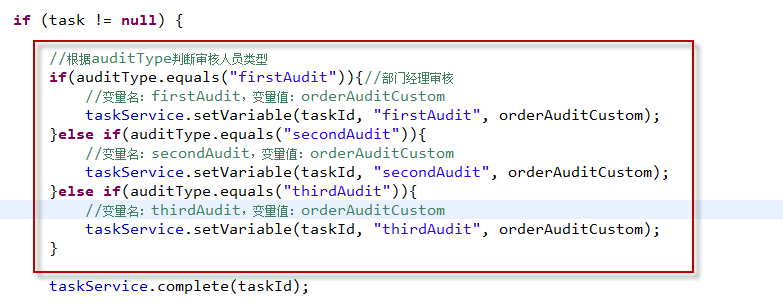 if (task != null) {
//根据auditType判断审核人员类型
if(auditType.equals("firstAudit")){//部门经理审核
//变量名：firstAudit，变量值：orderAuditCustom
taskService.setVariable(taskId, "firstAudit", orderAuditCustom);
}else if(auditType.equals("secondAudit")){
//变量名：secondAudit，变量值：orderAuditCustom
taskService.setVariable(taskId, "secondAudit", orderAuditCustom);
}else if(auditType.equals("thirdAudit")){
//变量名：thirdAudit，变量值：orderAuditCustom
taskService.setVariable(taskId, "thirdAudit", orderAuditCustom);
}
taskService.complete(taskId);